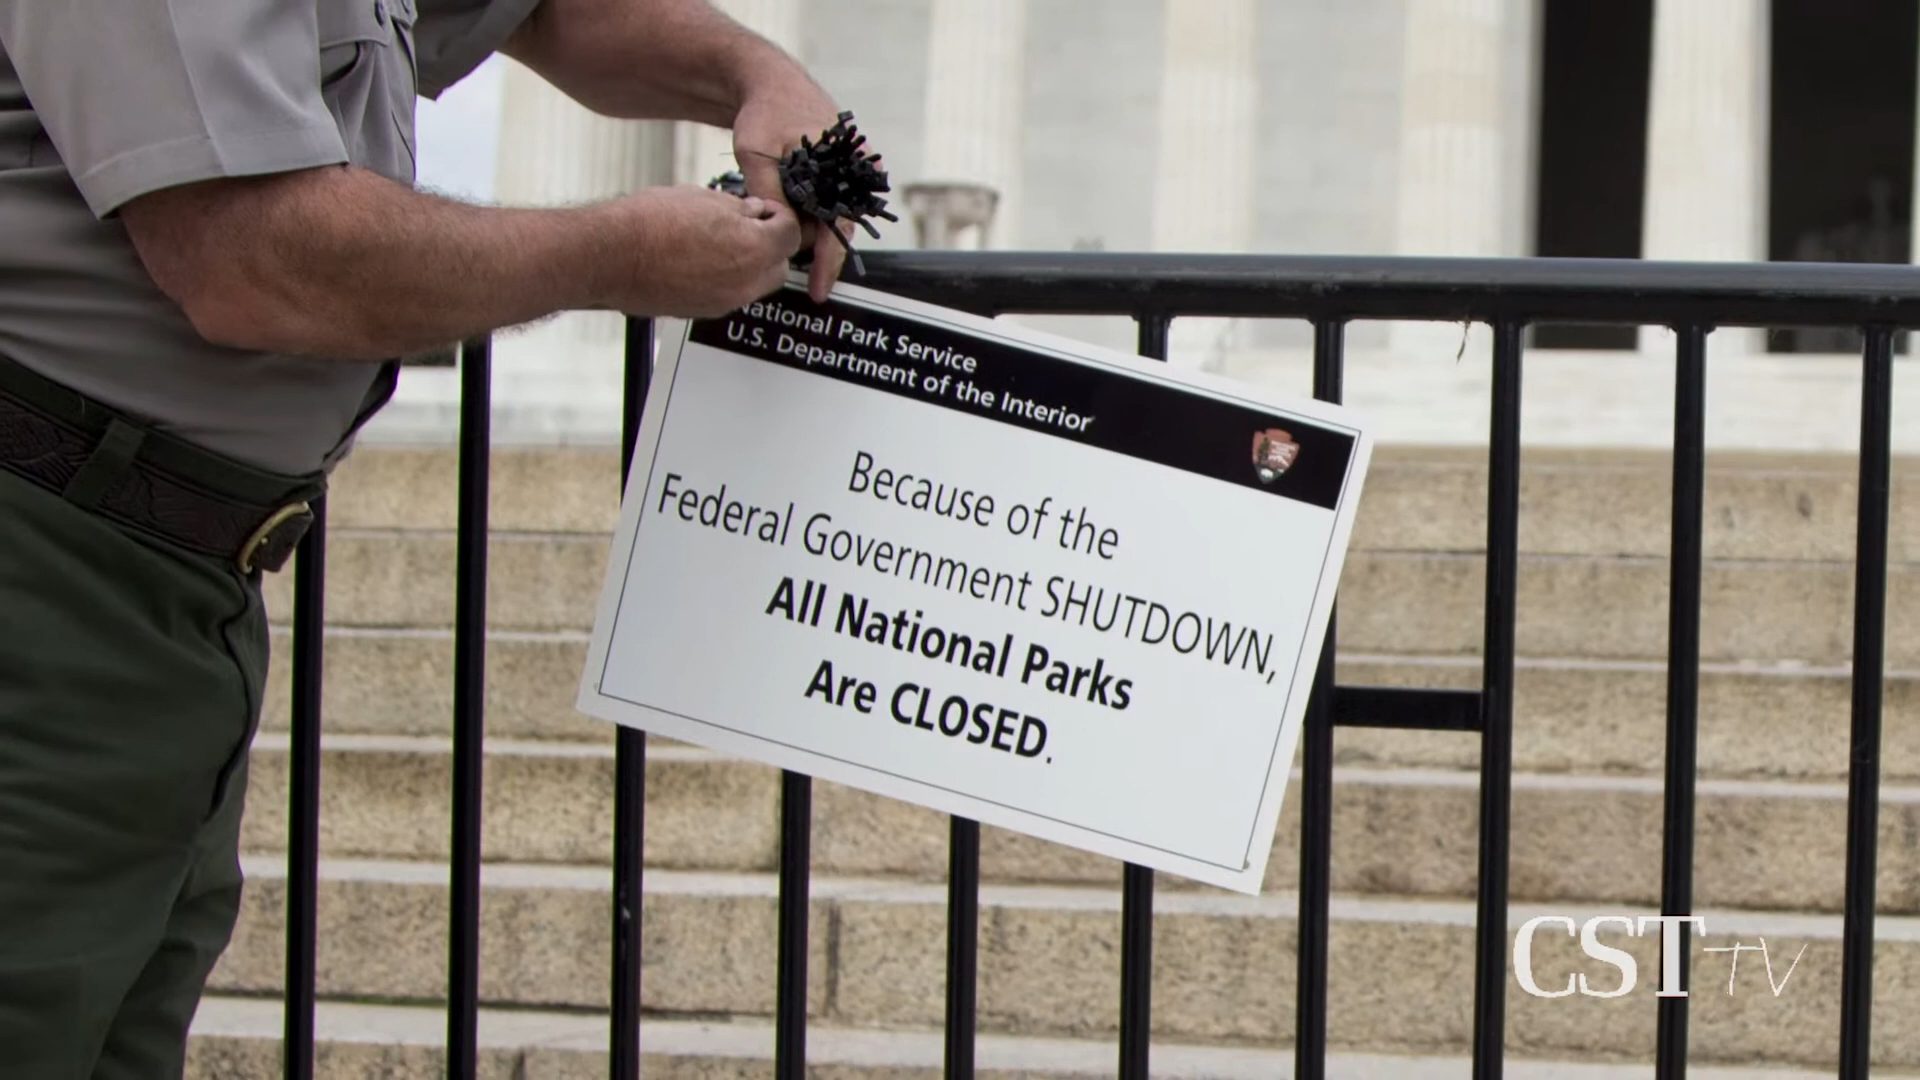 National Park Service
U.S. Department of the Interior
Because of the
Federal Government SHUTDOWN,
All National Parks
Are CLOSED.
CST TV